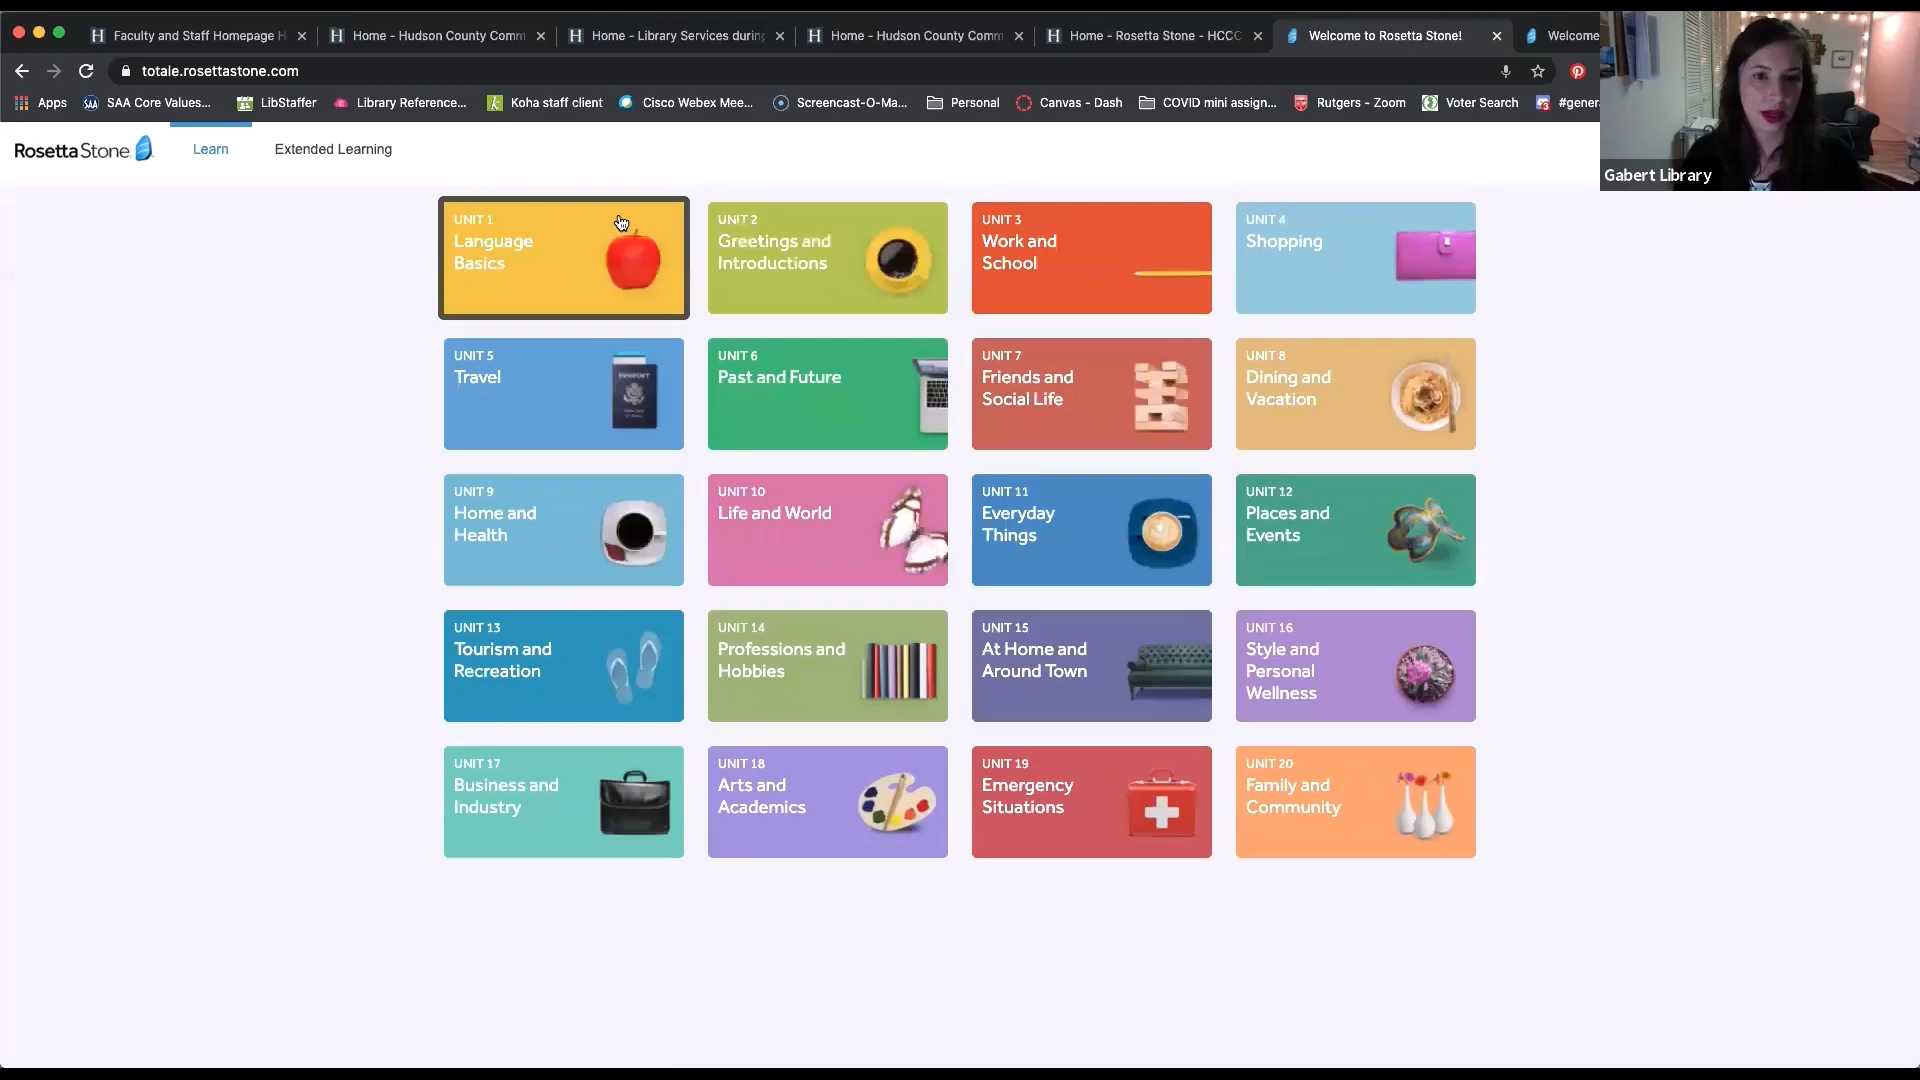 Faculty and Staff Homepage H
Home - Hudson County Comm
Home - Library Services during
Home - Hudson County Comm
Home - Rosetta Stone - HCCC
Welcome to Rosetta Stone!
Welcome
totale.rosettastone.com
Apps
SAA Core Values...
LibStaffer
Library Reference...
Koha staff client
Cisco Webex Mee...
Screencast-O-Ma...
Personal
Canvas - Dash
COVID mini assign...
Rutgers - Zoom
Voter Search
#gener
Gabert Library
RosettaStone
Learn
Extended Learning
UNIT 1
Language
Basics
UNIT 2
Greetings and
Introductions
UNIT 3
Work and
School
UNIT 4
Shopping
UNIT 5
Travel
PASSPORT
UNIT 6
Past and Future
UNIT 7
Friends and
Social Life
UNIT 8
Dining and
Vacation
UNIT 9
Home and
Health
UNIT 10
Life and World
UNIT 11
Everyday
Things
UNIT 12
Places and
Events
UNIT 13
Tourism and
Recreation
UNIT 14
Professions and
Hobbies
UNIT 15
At Home and
Around Town
UNIT 16
Style and
Personal
Wellness
UNIT 17
Business and
Industry
UNIT 18
Arts and
Academics
UNIT 19
Emergency
Situations
UNIT 20
Family and
Community